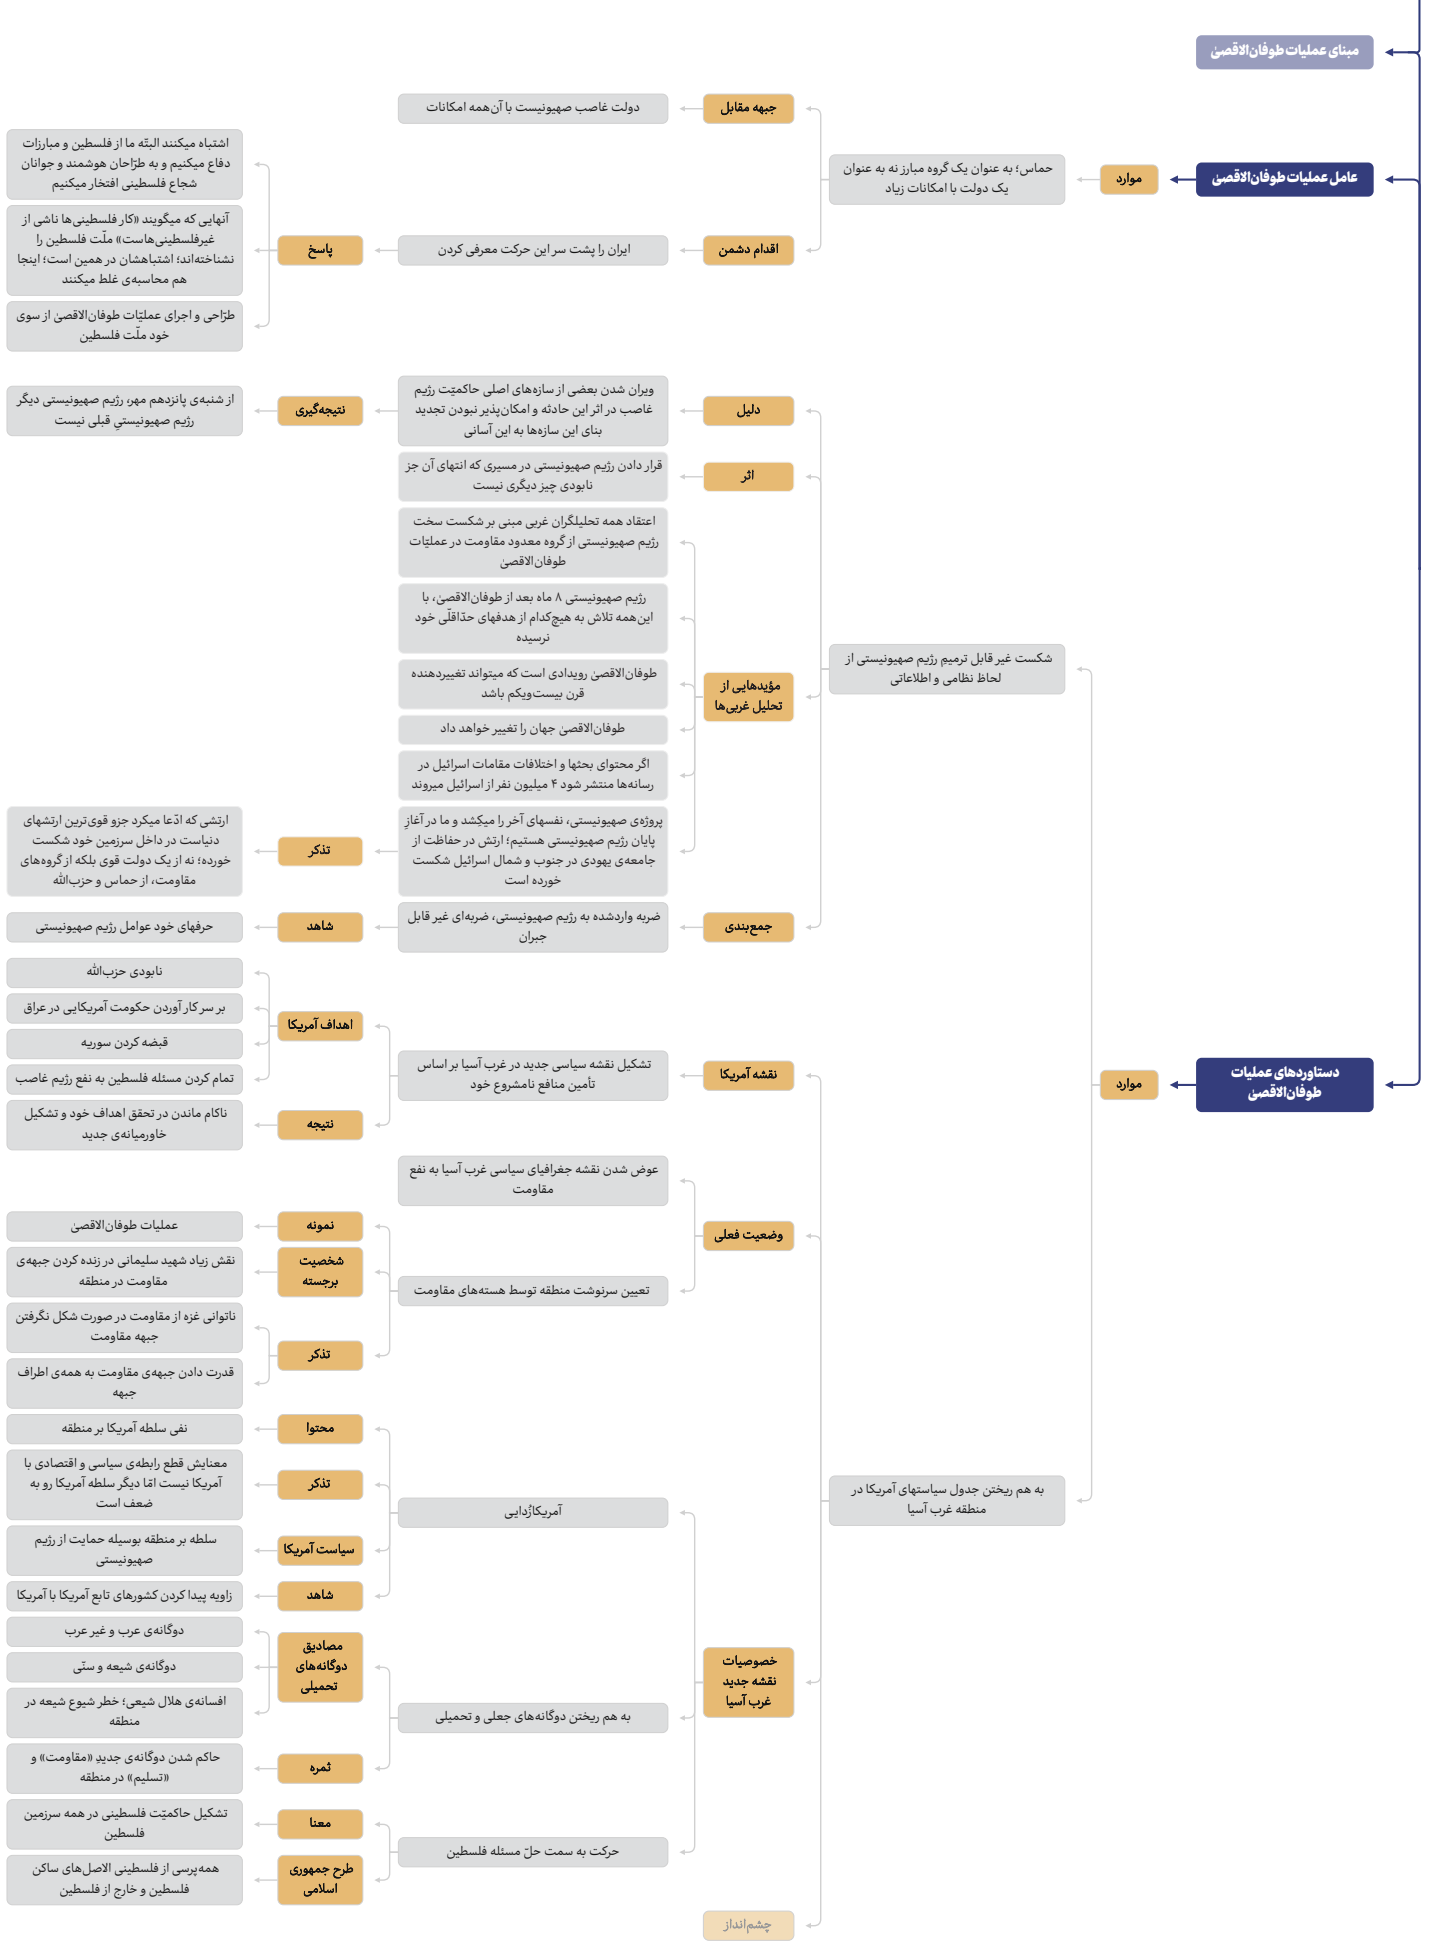 مبنای عملیات طوفان‌الاقصیٰ
عامل عملیات طوفان‌الاقصیٰ
موارد
حماس؛ به عنوان یک گروه مبارز نه به عنوان
یک دولت با امکانات زیاد
جبهه مقابل
دولت غاصب صهیونیست با آن‌همه امکانات
اقدام دشمن
ایران را پشت سر این حرکت معرفی کردن
پاسخ
اشتباه میکنند البتّه ما از فلسطین و مبارزات
دفاع میکنیم و به طرّاحان هوشمند و جوانان
شجاع فلسطینی افتخار میکنیم
آنهایی که میگویند «کار فلسطینی‌ها ناشی از
غیرفلسطینی‌هاست» ملّت فلسطین را
نشناخته‌اند؛ اشتباهشان در همین است؛ اینجا
هم محاسبه‌ی غلط میکنند
طرّاحی و اجرای عملیّات طوفان‌الاقصیٰ از سوی
خود ملّت فلسطین
دستاوردهای عملیات
طوفان‌الاقصیٰ
موارد
شکست غیر قابل ترمیمِ رژیم صهیونیستی از
لحاظ نظامی و اطلاعاتی
دلیل
ویران شدن بعضی از سازه‌های اصلی حاکمیّت رژیم
غاصب در اثر این حادثه و امکان‌پذیر نبودن تجدید
بنای این سازه‌ها به این آسانی
نتیجه‌گیری
از شنبه‌ی پانزدهم مهر، رژیم صهیونیستی دیگر
رژیم صهیونیستیِ قبلی نیست
اثر
قرار دادن رژیم صهیونیستی در مسیری که انتهای آن جز
نابودی چیز دیگری نیست
مؤیدهایی از
تحلیل غربی‌ها
اعتقاد همه تحلیلگران غربی مبنی بر شکست سخت
رژیم صهیونیستی از گروه معدود مقاومت در عملیّات
طوفان‌الاقصیٰ
رژیم صهیونیستی ۸ ماه بعد از طوفان‌الاقصیٰ، با
این‌همه تلاش به هیچ‌کدام از هدفهای حدّاقلّی خود
نرسیده
طوفان‌الاقصیٰ رویدادی است که میتواند تغییردهنده
قرن بیست‌ویکم باشد
طوفان‌الاقصیٰ جهان را تغییر خواهد داد
اگر محتوای بحثها و اختلافات مقامات اسرائیل در
رسانه‌ها منتشر شود ۴ میلیون نفر از اسرائیل میروند
پروژه‌ی صهیونیستی، نفسهای آخر را میکِشد و ما در آغازِ
پایان رژیم صهیونیستی هستیم؛ ارتش در حفاظت از
جامعه‌ی یهودی در جنوب و شمال اسرائیل شکست
خورده است
تذکر
ارتشی که ادّعا میکرد جزو قوی‌ترین ارتشهای
دنیاست در داخل سرزمین خود شکست
خورده؛ نه از یک دولت قوی بلکه از گروه‌های
مقاومت، از حماس و حزب‌اللّه
جمع‌بندی
ضربه واردشده به رژیم صهیونیستی، ضربه‌ای غیر قابل
جبران
شاهد
حرفهای خود عوامل رژیم صهیونیستی
به هم ریختن جدول سیاستهای آمریکا در
منطقه غرب آسیا
نقشه آمریکا
تشکیل نقشه سیاسی جدید در غرب آسیا بر اساس
تأمین منافع نامشروع خود
اهداف آمریکا
نابودی حزب‌اللّه
بر سر کار آوردن حکومت آمریکایی در عراق
قبضه کردن سوریه
تمام کردن مسئله فلسطین به نفع رژیم غاصب
نتیجه
ناکام ماندن در تحقق اهداف خود و تشکیل
خاورمیانه‌ی جدید
وضعیت فعلی
عوض شدن نقشه جغرافیای سیاسی غرب آسیا به نفع
مقاومت
تعیین سرنوشت منطقه توسط هسته‌های مقاومت
نمونه
عملیات طوفان‌الاقصیٰ
شخصیت
برجسته
نقش زیاد شهید سلیمانی در زنده کردن جبهه‌ی
مقاومت در منطقه
تذکر
ناتوانی غزه از مقاومت در صورت شکل نگرفتن
جبهه مقاومت
قدرت دادن جبهه‌ی مقاومت به همه‌ی اطراف
جبهه
خصوصیات
نقشه جدید
غرب آسیا
آمریکازُدایی
محتوا
نفی سلطه آمریکا بر منطقه
تذکر
معنایش قطع رابطه‌ی سیاسی و اقتصادی با
آمریکا نیست امّا دیگر سلطه آمریکا رو به
ضعف است
سیاست آمریکا
سلطه بر منطقه بوسیله حمایت از رژیم
صهیونیستی
شاهد
زاویه پیدا کردن کشورهای تابع آمریکا با آمریکا
به هم ریختن دوگانه‌های جعلی و تحمیلی
مصادیق
دوگانه‌های
تحمیلی
دوگانه‌ی عرب و غیر عرب
دوگانه‌ی شیعه و سنّی
افسانه‌ی هلال شیعی؛ خطر شیوع شیعه در
منطقه
ثمره
حاکم شدن دوگانه‌ی جدیدِ «مقاومت» و
«تسلیم» در منطقه
حرکت به سمت حلّ مسئله فلسطین
معنا
تشکیل حاکمیّت فلسطینی در همه سرزمین
فلسطین
طرح جمهوری
اسلامی
همه‌پرسی از فلسطینی الاصل‌های ساکن
فلسطین و خارج از فلسطین
چشم‌انداز